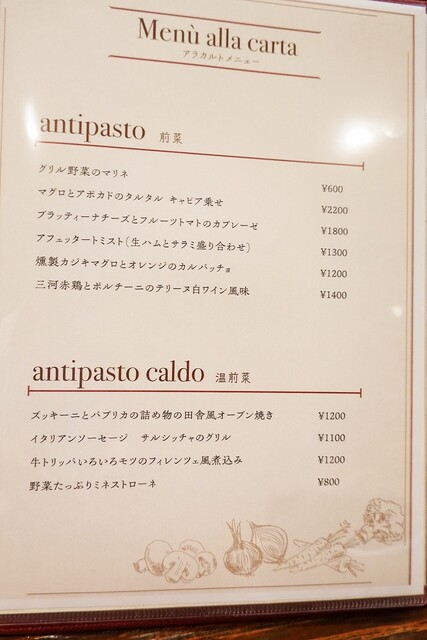 Menù alla carta
アラカルトメニュー
antipasto 前菜
グリル野菜のマリネ ¥600
マグロとアボカドのタルタル キャビア乗せ ¥2200
ブラッティーナチーズとフルーツトマトのカプレーゼ ¥1800
アフェッタートミスト(生ハムとサラミ盛り合わせ) ¥1300
燻製カジキマグロとオレンジのカルパッチョ ¥1200
三河赤鶏とポルチーニのテリーヌ白ワイン風味 ¥1400
antipasto caldo 温前菜
ズッキーニとパプリカの詰め物の田舎風オーブン焼き ¥1200
イタリアンソーセージ サルシッチャのグリル ¥1100
牛トリッパいろいろモツのフィレンツェ風煮込み ¥1200
野菜たっぷりミネストローネ ¥800